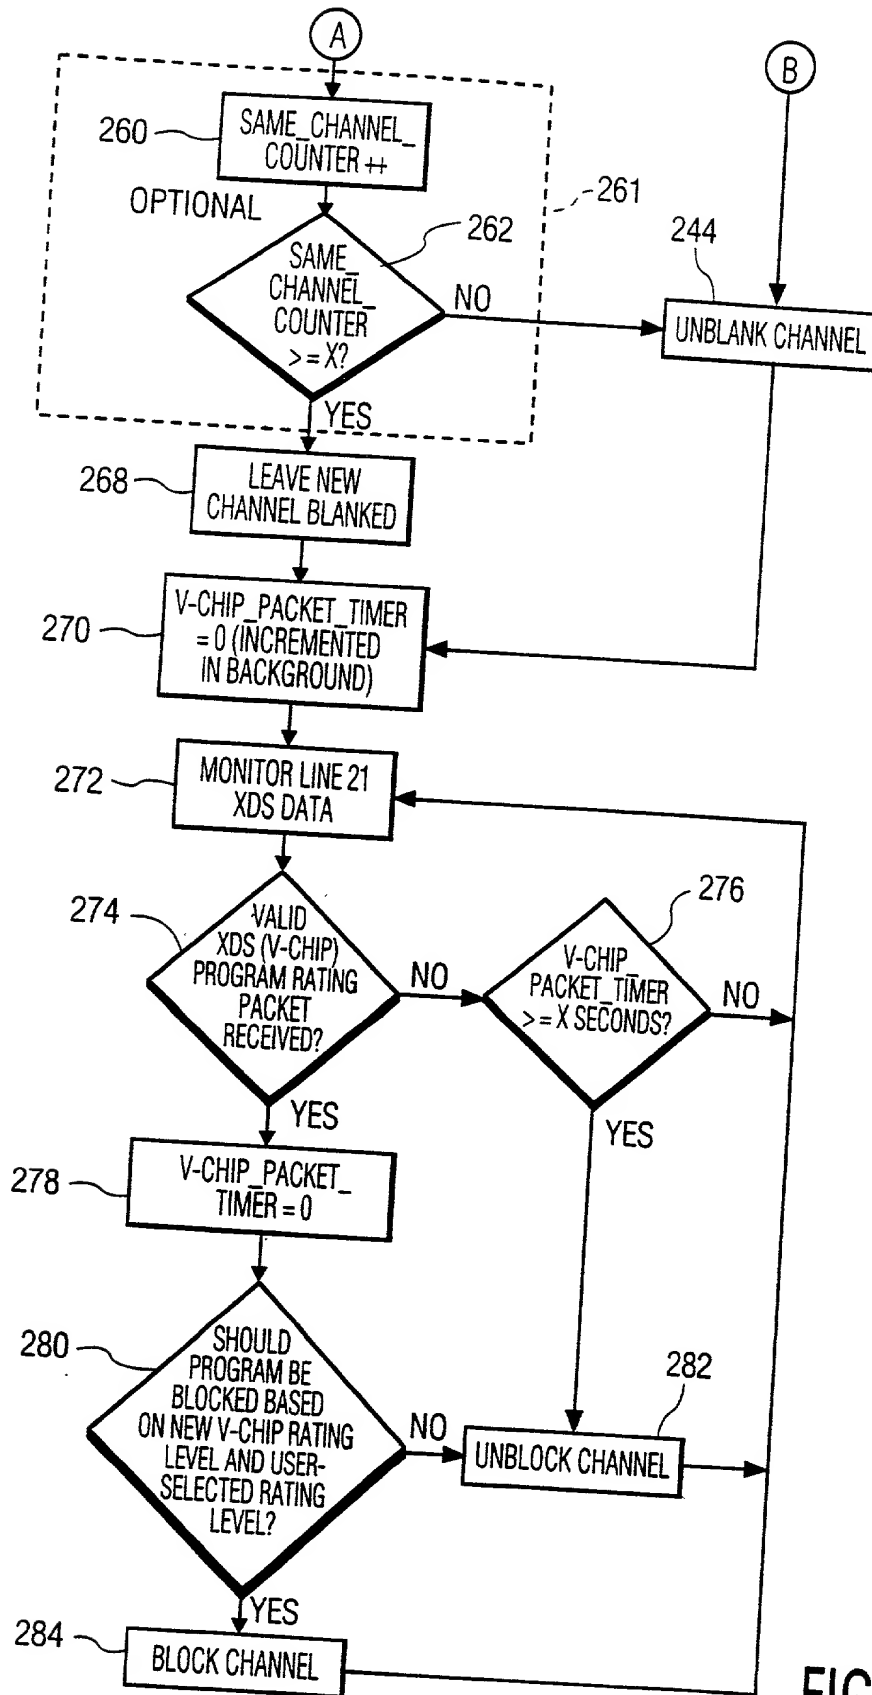 A
B
260
SAME_CHANNEL_
COUNTER ++
OPTIONAL
261
262
244
SAME_
CHANNEL_
COUNTER
>= X?
NO
UNBLANK CHANNEL
YES
268
LEAVE NEW
CHANNEL BLANKED
270
V-CHIP_PACKET_TIMER
= 0 (INCREMENTED
IN BACKGROUND)
272
MONITOR LINE 21
XDS DATA
274
VALID
XDS (V-CHIP)
PROGRAM RATING
PACKET
RECEIVED?
NO
276
V-CHIP_
PACKET_TIMER
>= X SECONDS?
NO
YES
YES
278
V-CHIP_PACKET_
TIMER = 0
280
SHOULD
PROGRAM BE
BLOCKED BASED
ON NEW V-CHIP RATING
LEVEL AND USER-
SELECTED RATING
LEVEL?
NO
282
UNBLOCK CHANNEL
YES
284
BLOCK CHANNEL
FIG